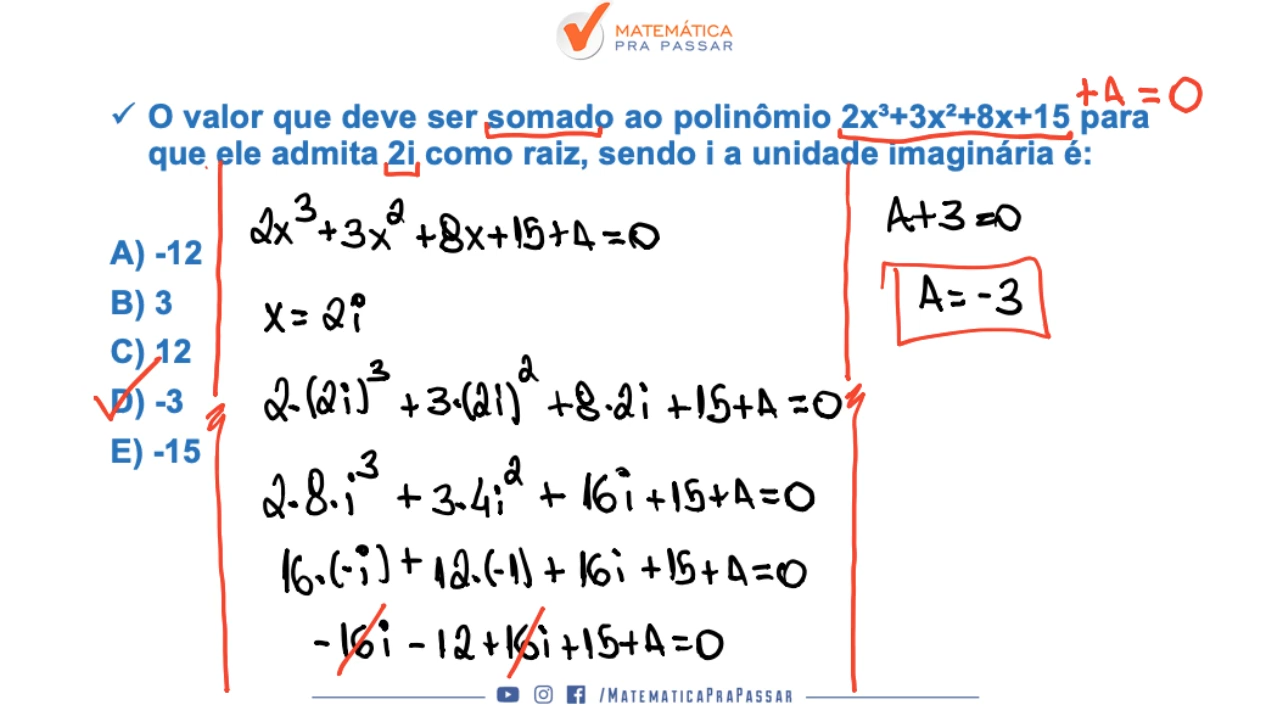 MATEMÁTICA
PRA PASSAR
+A = 0
✓ O valor que deve ser somado ao polinômio 2x³+3x²+8x+15 para
que ele admita 2i como raiz, sendo i a unidade imaginária é:
A) -12
B) 3
C) 12
D) -3
E) -15
2x³+3x²+8x+15+A=0
x=2i
2·(2i)³+3·(2i)²+8·2i+15+A=0
2·8·i³+3·4i²+16i+15+A=0
16·(-i)+12·(-1)+16i+15+A=0
-16i-12+16i+15+A=0
A+3=0
A=-3
/MATEMATICAPRAPASSAR